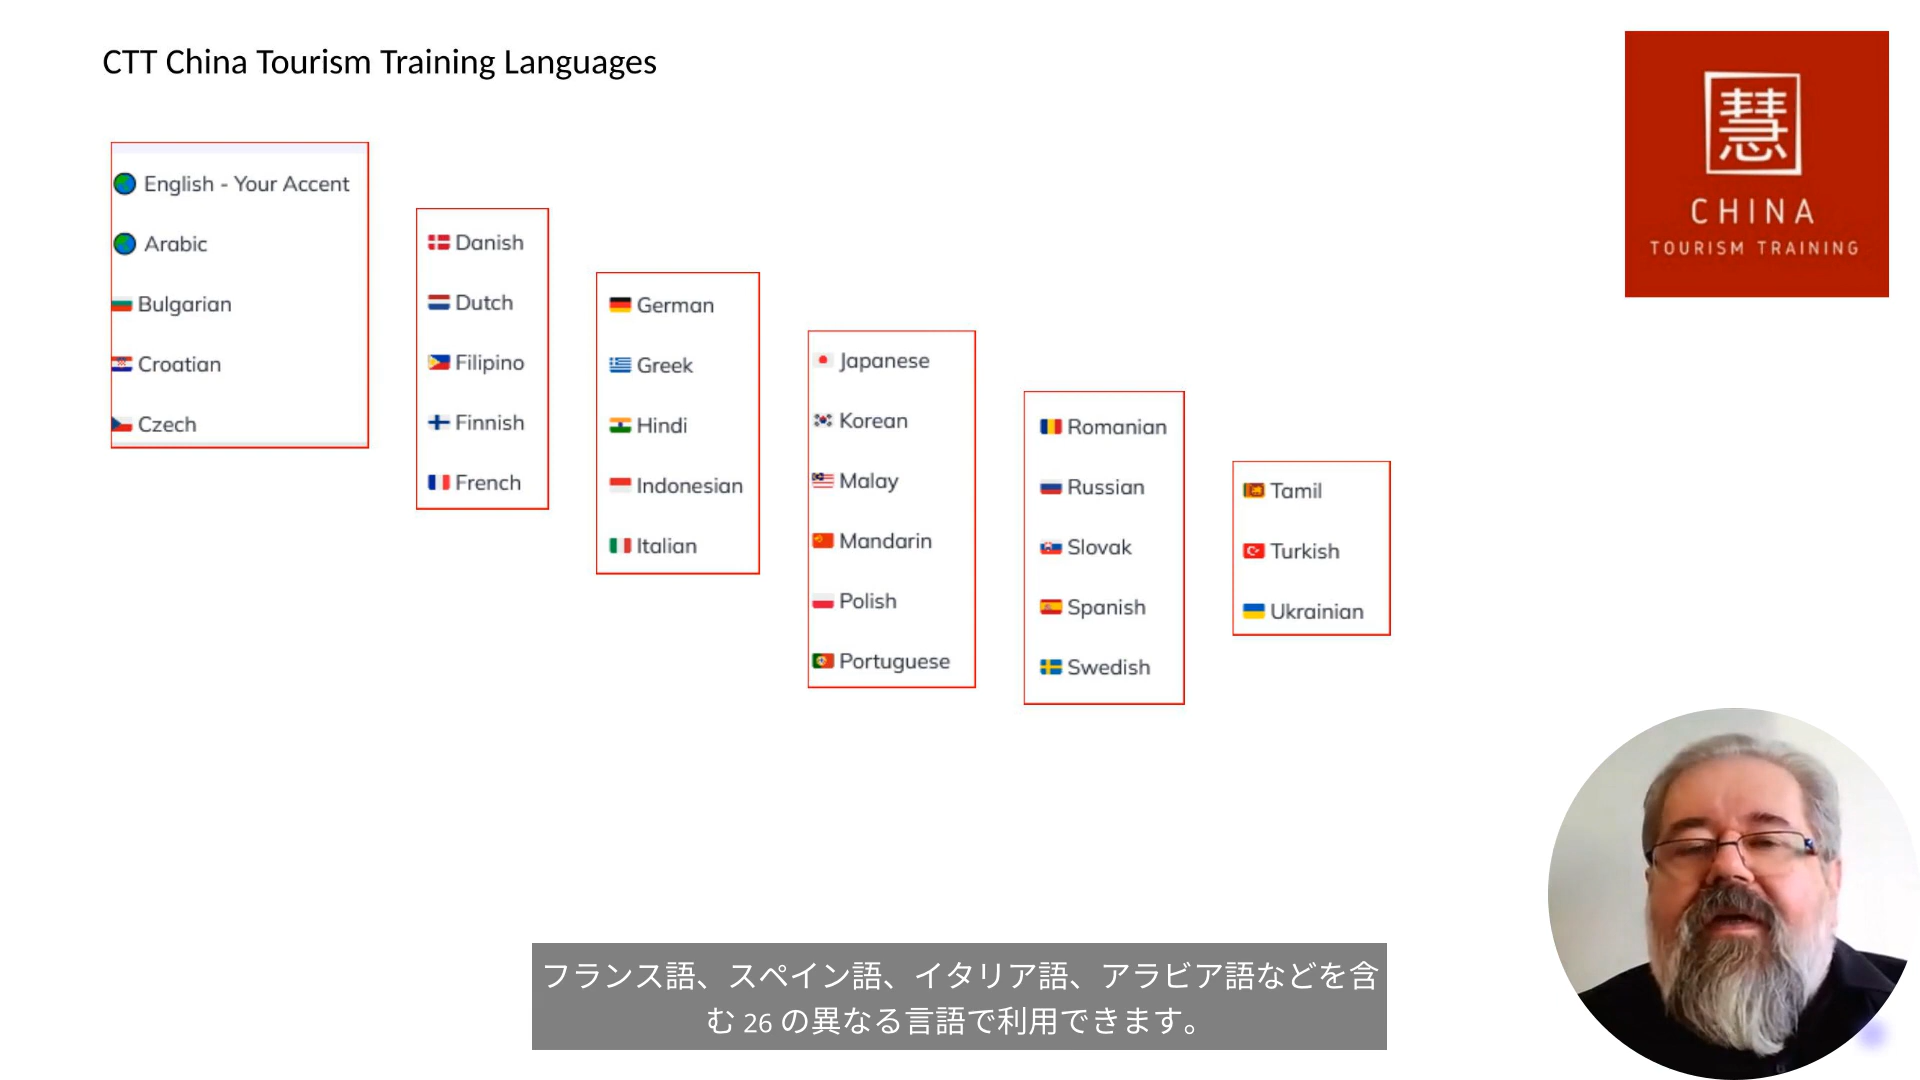 CTT China Tourism Training Languages
English - Your Accent
Arabic
Bulgarian
Croatian
Czech
Danish
Dutch
Filipino
Finnish
French
German
Greek
Hindi
Indonesian
Italian
Japanese
Korean
Malay
Mandarin
Polish
Portuguese
Romanian
Russian
Slovak
Spanish
Swedish
Tamil
Turkish
Ukrainian
慧
CHINA
TOURISM TRAINING
フランス語、スペイン語、イタリア語、アラビア語などを含
む 26 の異なる言語で利用できます。